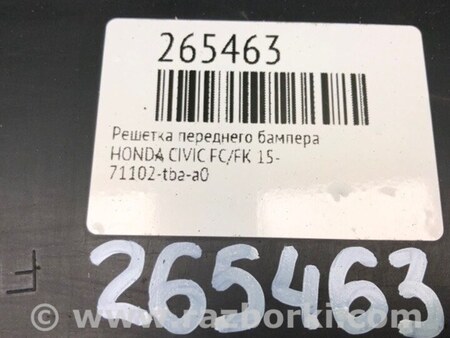 265463
Решетка переднего бампера
HONDA CIVIC FC/FK 15-
71102-tba-a0
F
265463
www.razborki.com